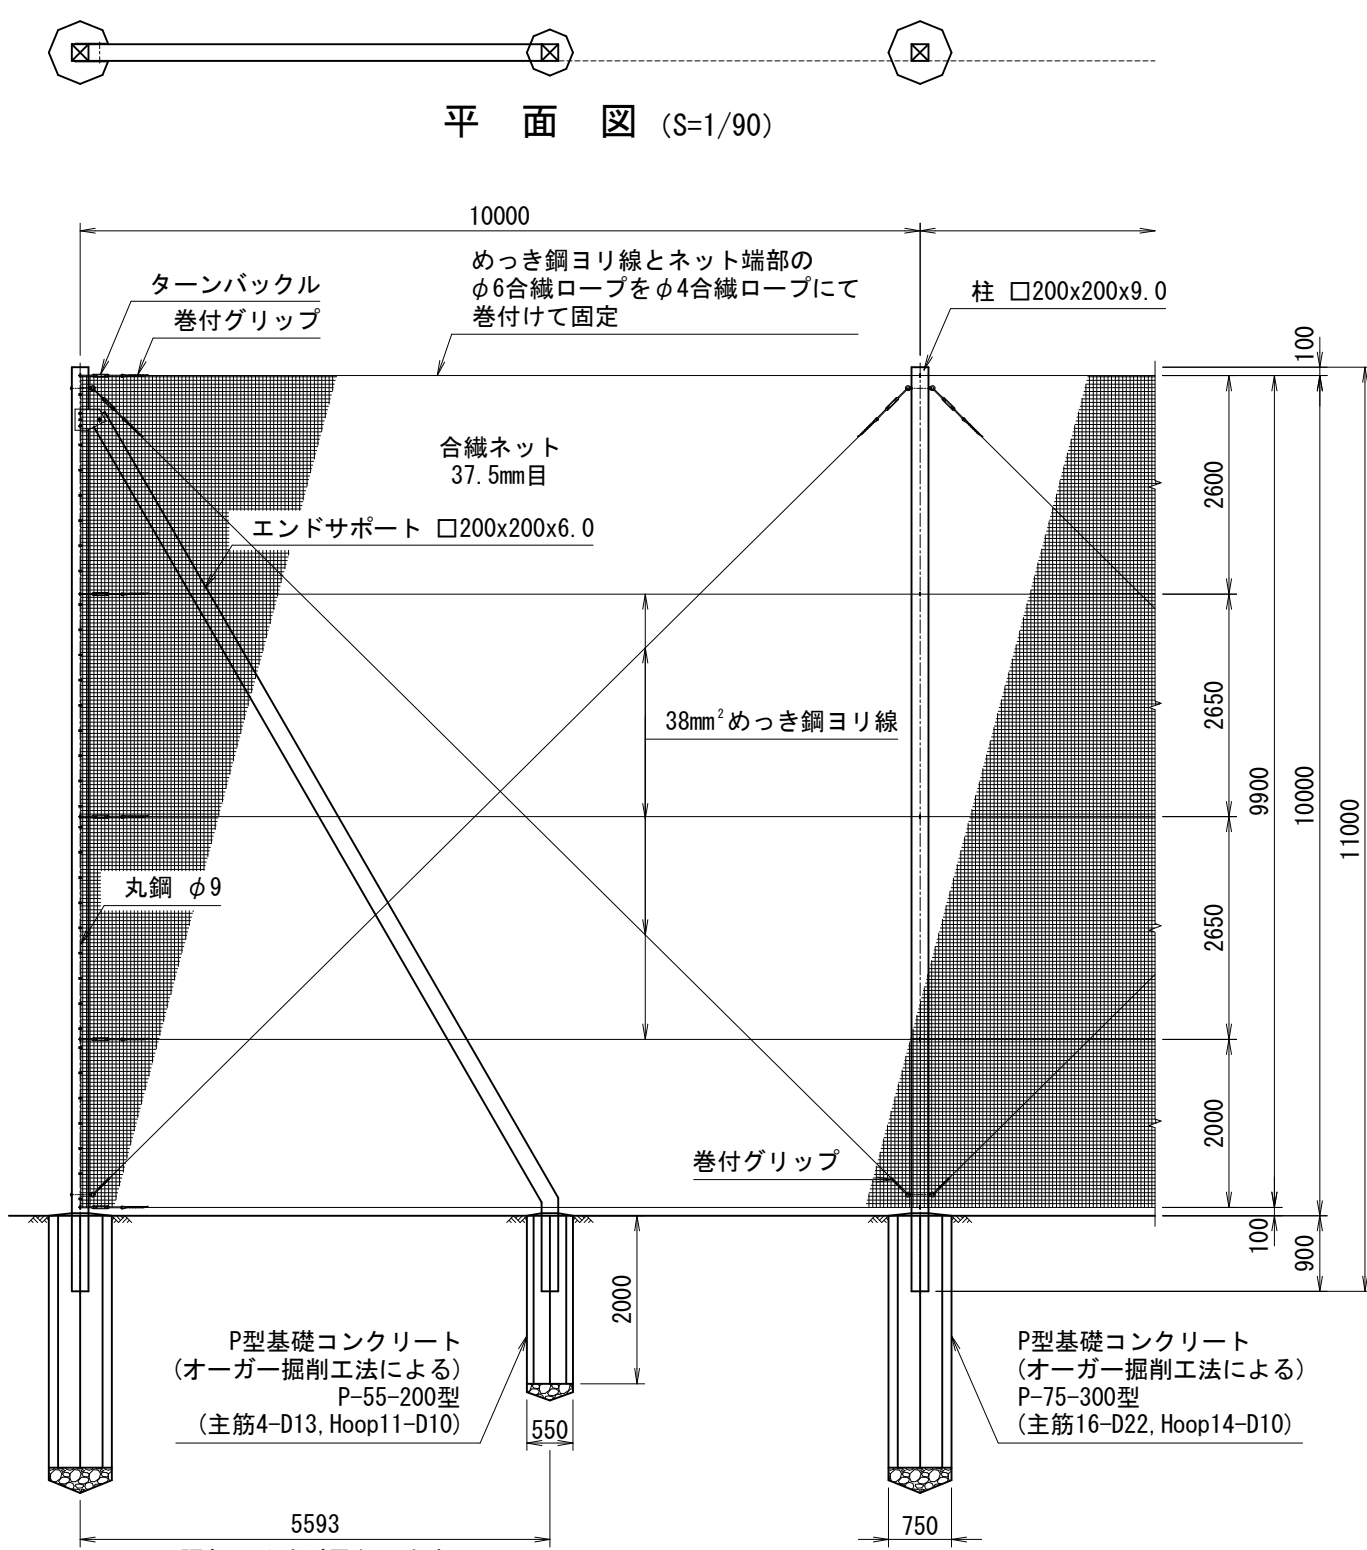 平 面 図 (S=1/90)
10000
めっき鋼ヨリ線とネット端部の
φ6合繊ロープをφ4合繊ロープにて
巻付けて固定
ターンバックル
巻付グリップ
柱 □200x200x9.0
100
合繊ネット
37.5mm目
2600
エンドサポート □200x200x6.0
38mm²めっき鋼ヨリ線
2650
9900
10000
11000
丸鋼 φ9
2650
巻付グリップ
2000
100
900
2000
P型基礎コンクリート
(オーガー掘削工法による)
P-55-200型
(主筋4-D13,Hoop11-D10)
550
P型基礎コンクリート
(オーガー掘削工法による)
P-75-300型
(主筋16-D22,Hoop14-D10)
5593
750